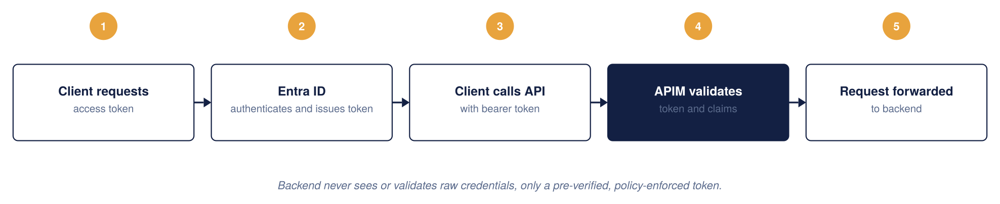 1
2
3
4
5
Client requests
access token
Entra ID
authenticates and issues token
Client calls API
with bearer token
APIM validates
token and claims
Request forwarded
to backend
Backend never sees or validates raw credentials, only a pre-verified, policy-enforced token.